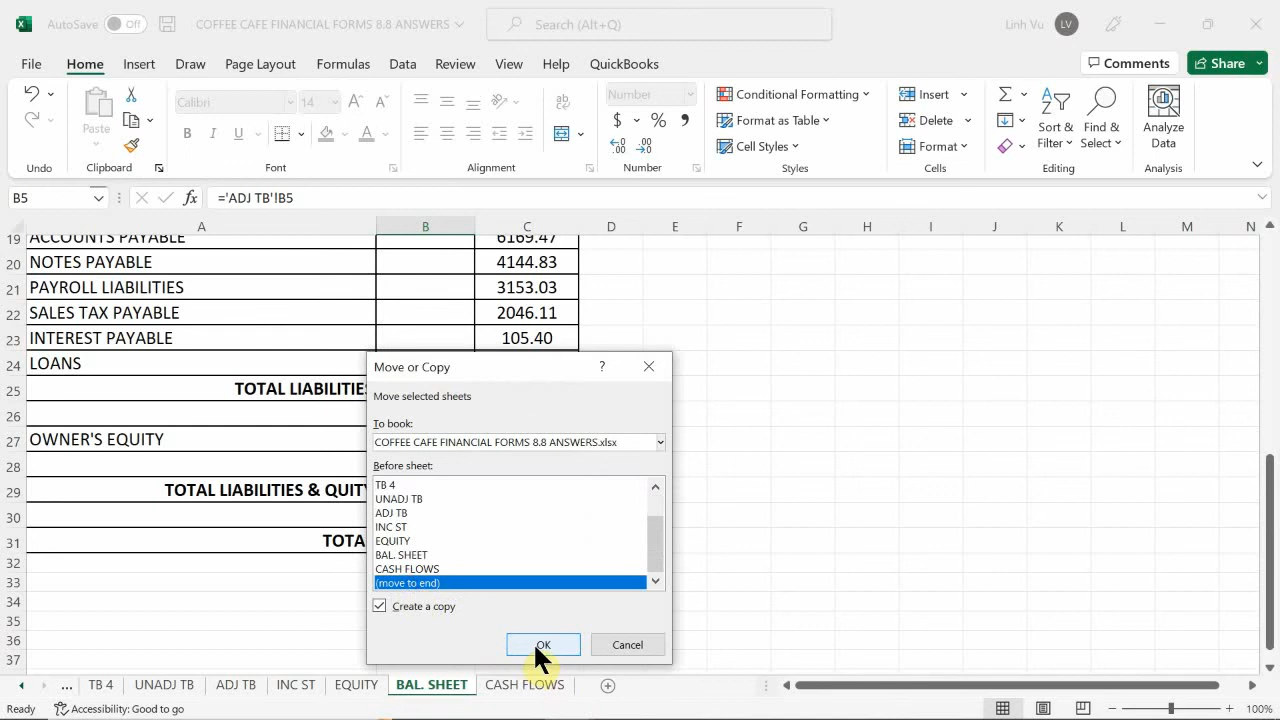 AutoSave Off COFFEE CAFE FINANCIAL FORMS 8.8 ANSWERS Search (Alt+Q) Linh Vu LV
File Home Insert Draw Page Layout Formulas Data Review View Help QuickBooks Comments Share
Calibri 14 Number Conditional Formatting Insert
Paste B I U $ % Format as Table Delete Sort & Filter Find & Select Analyze Data
Cell Styles Format
Undo Clipboard Font Alignment Number Styles Cells Editing Analysis
B5 fx ='ADJ TB'!B5
A B C D E F G H I J K L M N
19 ACCOUNTS PAYABLE 6169.47
20 NOTES PAYABLE 4144.83
21 PAYROLL LIABILITIES 3153.03
22 SALES TAX PAYABLE 2046.11
23 INTEREST PAYABLE 105.40
24 LOANS
25 TOTAL LIABILITIES
26
27 OWNER'S EQUITY
28
29 TOTAL LIABILITIES & QUITY
30
31 TOTA
32
33
34
35
36
37
Move or Copy ?
Move selected sheets
To book:
COFFEE CAFE FINANCIAL FORMS 8.8 ANSWERS.xlsx
Before sheet:
TB 4
UNADJ TB
ADJ TB
INC ST
EQUITY
BAL. SHEET
CASH FLOWS
(move to end)
Create a copy
OK Cancel
... TB 4 UNADJ TB ADJ TB INC ST EQUITY BAL. SHEET CASH FLOWS
Ready Accessibility: Good to go 100%